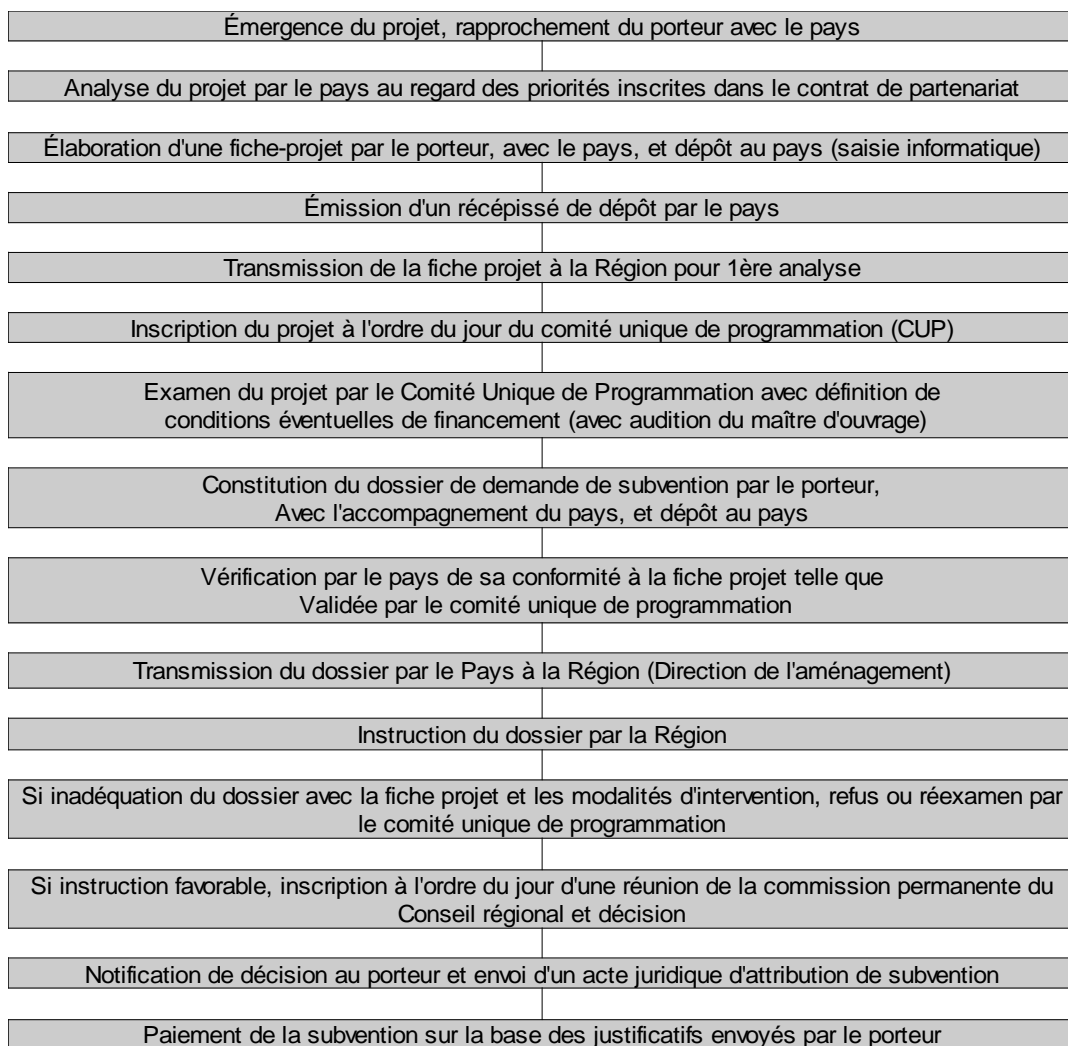 Émergence du projet, rapprochement du porteur avec le pays
Analyse du projet par le pays au regard des priorités inscrites dans le contrat de partenariat
Élaboration d'une fiche-projet par le porteur, avec le pays, et dépôt au pays (saisie informatique)
Émission d'un récépissé de dépôt par le pays
Transmission de la fiche projet à la Région pour 1ère analyse
Inscription du projet à l'ordre du jour du comité unique de programmation (CUP)
Examen du projet par le Comité Unique de Programmation avec définition de
conditions éventuelles de financement (avec audition du maître d'ouvrage)
Constitution du dossier de demande de subvention par le porteur,
Avec l'accompagnement du pays, et dépôt au pays
Vérification par le pays de sa conformité à la fiche projet telle que
Validée par le comité unique de programmation
Transmission du dossier par le Pays à la Région (Direction de l'aménagement)
Instruction du dossier par la Région
Si inadéquation du dossier avec la fiche projet et les modalités d'intervention, refus ou réexamen par
le comité unique de programmation
Si instruction favorable, inscription à l'ordre du jour d'une réunion de la commission permanente du
Conseil régional et décision
Notification de décision au porteur et envoi d'un acte juridique d'attribution de subvention
Paiement de la subvention sur la base des justificatifs envoyés par le porteur